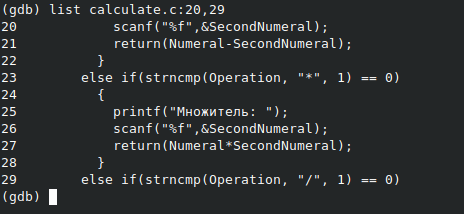 (gdb) list calculate.c:20,29
20            scanf("%f",&SecondNumeral);
21            return(Numeral-SecondNumeral);
22          }
23        else if(strncmp(Operation, "*", 1) == 0)
24          {
25            printf("Множитель: ");
26            scanf("%f",&SecondNumeral);
27            return(Numeral*SecondNumeral);
28          }
29        else if(strncmp(Operation, "/", 1) == 0)
(gdb)